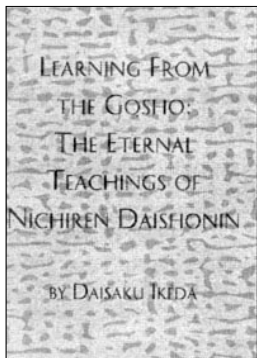 LEARNING FROM
THE GOSHO:
THE ETERNAL
TEACHINGS OF
NICHIREN DAISHONIN
BY DAISAKU IKEDA